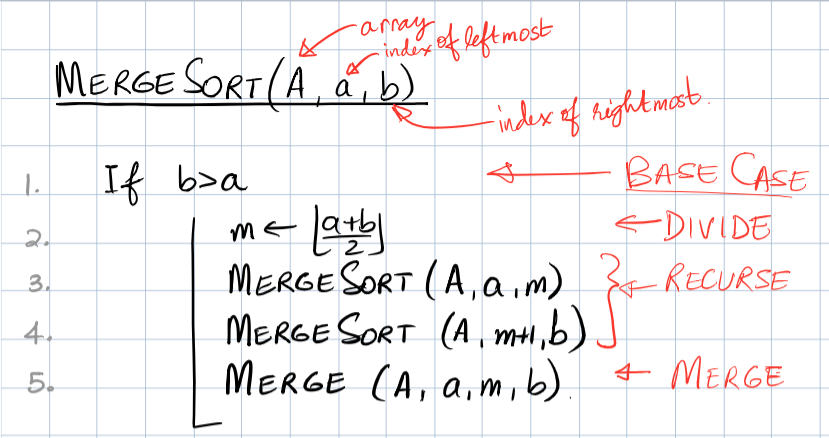 array
index of leftmost
MERGESORT(A, a, b)
index of rightmost.
1. If b>a ← BASE CASE
2. m ← ⌊a+b/2⌋ ← DIVIDE
3. MERGESORT (A, a, m) ← RECURSE
4. MERGESORT (A, m+1, b)
5. MERGE (A, a, m, b). ← MERGE